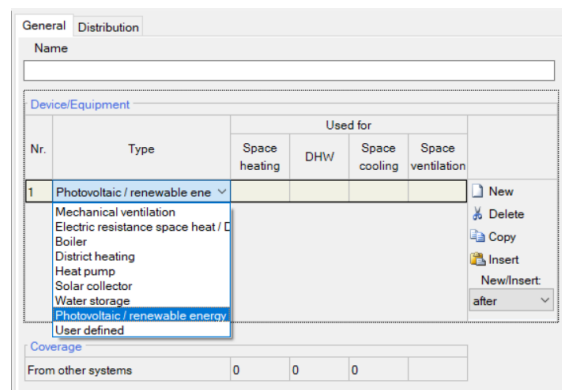 General Distribution
Name
Device/Equipment
Used for
Nr. Type Space heating DHW Space cooling Space ventilation
1 Photovoltaic / renewable ene
New
Mechanical ventilation
Electric resistance space heat / D
Delete
Boiler
Copy
District heating
Heat pump
Insert
Solar collector
New/Insert:
Water storage
after
Photovoltaic / renewable energy
User defined
Coverage
From other systems 0 0 0